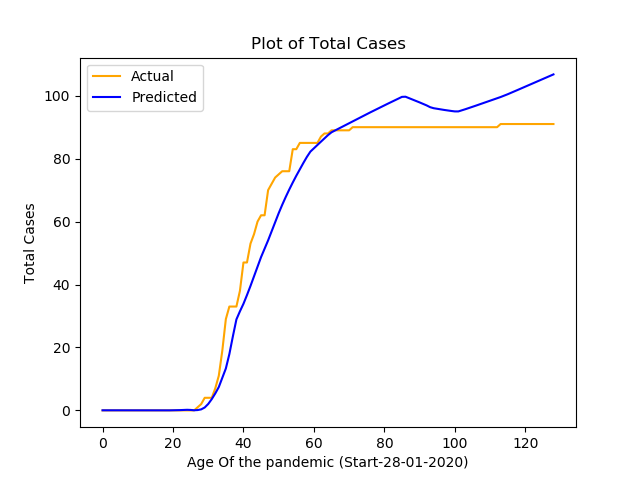 Plot of Total Cases
Actual
Predicted
100
80
60
40
20
0
Total Cases
0 20 40 60 80 100 120
Age Of the pandemic (Start-28-01-2020)